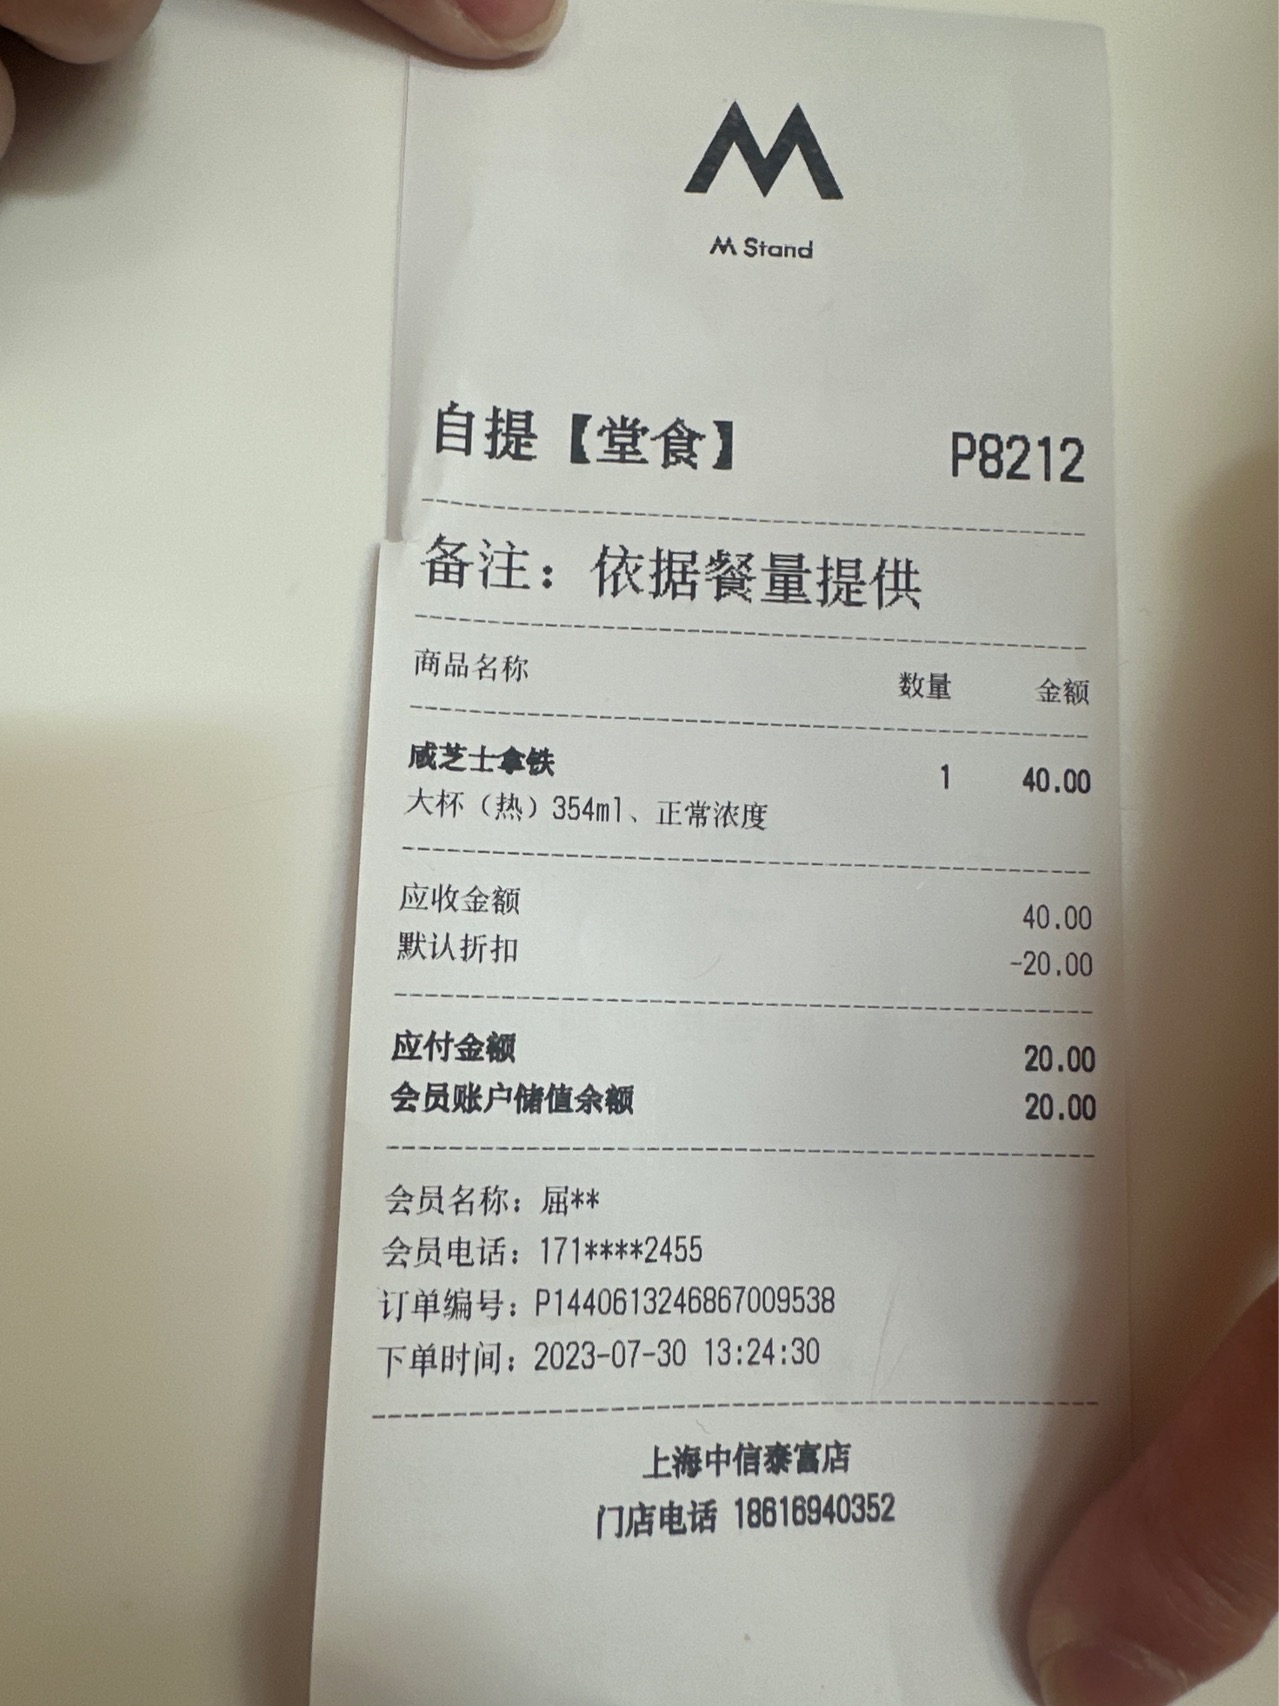 M Stand
自提【堂食】 P8212
备注：依据餐量提供
商品名称 数量 金额
咸芝士拿铁 1 40.00
大杯（热）354ml、正常浓度
应收金额 40.00
默认折扣 -20.00
应付金额 20.00
会员账户储值余额 20.00
会员名称：屈**
会员电话：171****2455
订单编号：P1440613246867009538
下单时间：2023-07-30 13:24:30
上海中信泰富店
门店电话 18616940352